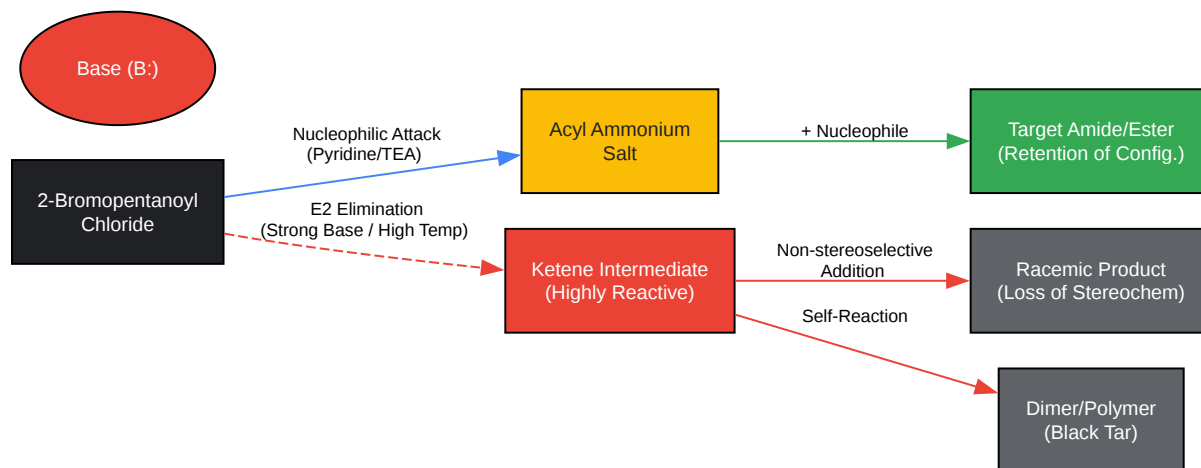 Base (B:)
2-Bromopentanoyl
Chloride
Nucleophilic Attack
(Pyridine/TEA)
E2 Elimination
(Strong Base / High Temp)
Acyl Ammonium
Salt
Ketene Intermediate
(Highly Reactive)
+ Nucleophile
Non-stereoselective
Addition
Self-Reaction
Target Amide/Ester
(Retention of Config.)
Racemic Product
(Loss of Stereochem)
Dimer/Polymer
(Black Tar)